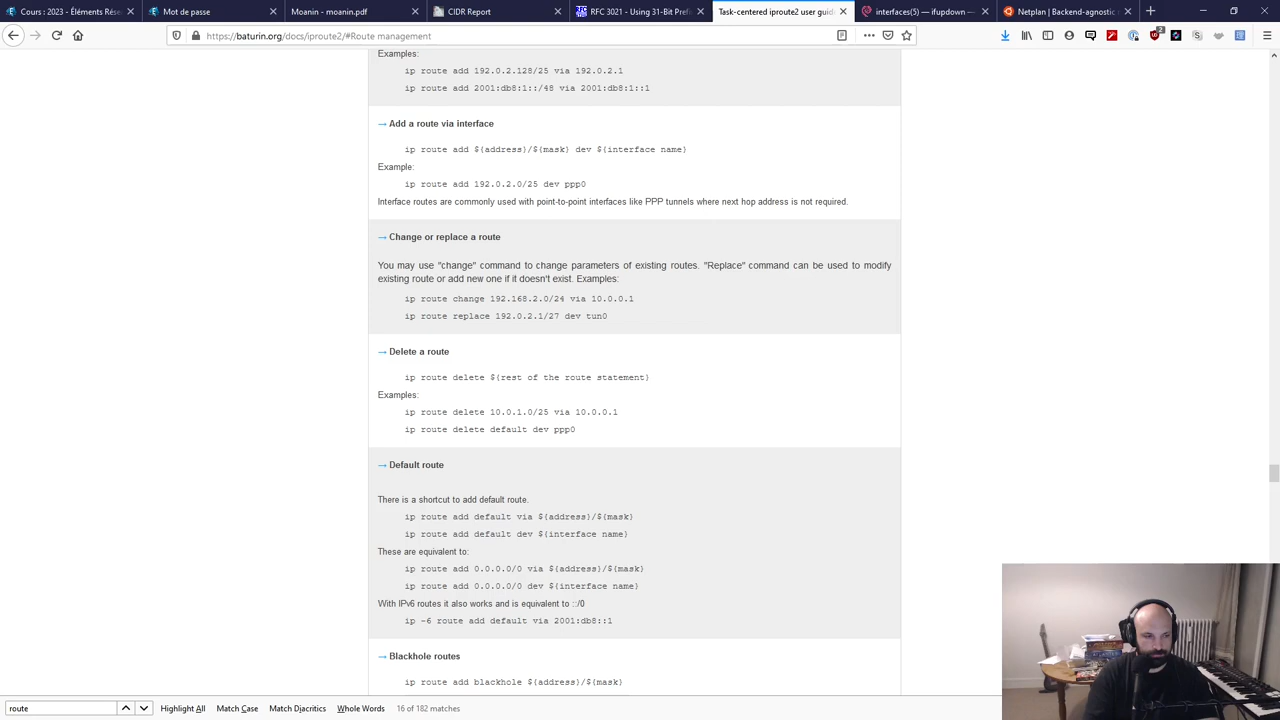 Cours : 2023 - Éléments Rése
Mot de passe
Moanin - moanin.pdf
CIDR Report
RFC 3021 - Using 31-Bit Prefi
Task-centered iproute2 user guid
interfaces(5) — ifupdown —
Netplan | Backend-agnostic n
https://baturin.org/docs/iproute2/#Route management
2
Examples:
ip route add 192.0.2.128/25 via 192.0.2.1
ip route add 2001:db8:1::/48 via 2001:db8:1::1
→ Add a route via interface
ip route add ${address}/${mask} dev ${interface name}
Example:
ip route add 192.0.2.0/25 dev ppp0
Interface routes are commonly used with point-to-point interfaces like PPP tunnels where next hop address is not required.
→ Change or replace a route
You may use "change" command to change parameters of existing routes. "Replace" command can be used to modify
existing route or add new one if it doesn't exist. Examples:
ip route change 192.168.2.0/24 via 10.0.0.1
ip route replace 192.0.2.1/27 dev tun0
→ Delete a route
ip route delete ${rest of the route statement}
Examples:
ip route delete 10.0.1.0/25 via 10.0.0.1
ip route delete default dev ppp0
→ Default route
There is a shortcut to add default route.
ip route add default via ${address}/${mask}
ip route add default dev ${interface name}
These are equivalent to:
ip route add 0.0.0.0/0 via ${address}/${mask}
ip route add 0.0.0.0/0 dev ${interface name}
With IPv6 routes it also works and is equivalent to ::/0
ip -6 route add default via 2001:db8::1
→ Blackhole routes
ip route add blackhole ${address}/${mask}
route
Highlight All
Match Case
Match Diacritics
Whole Words
16 of 182 matches